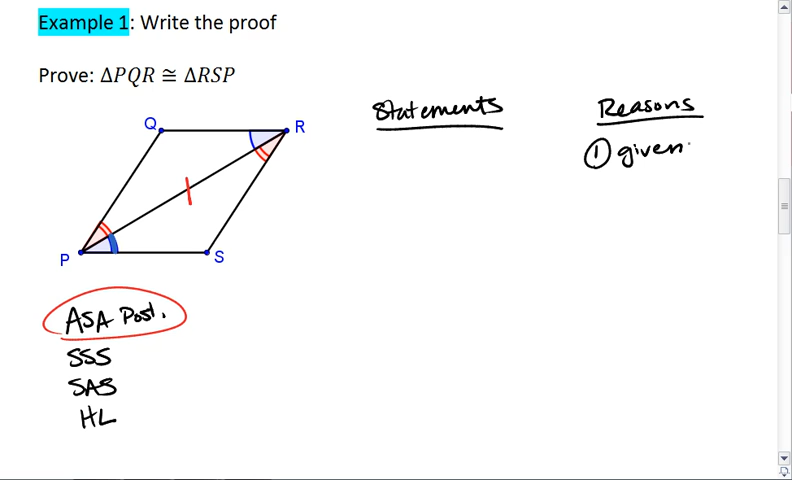 Example 1: Write the proof
Prove: ΔPQR ≅ ΔRSP
Statements
Reasons
① given
Q
R
P
S
ASA Post.
SSS
SAS
HL